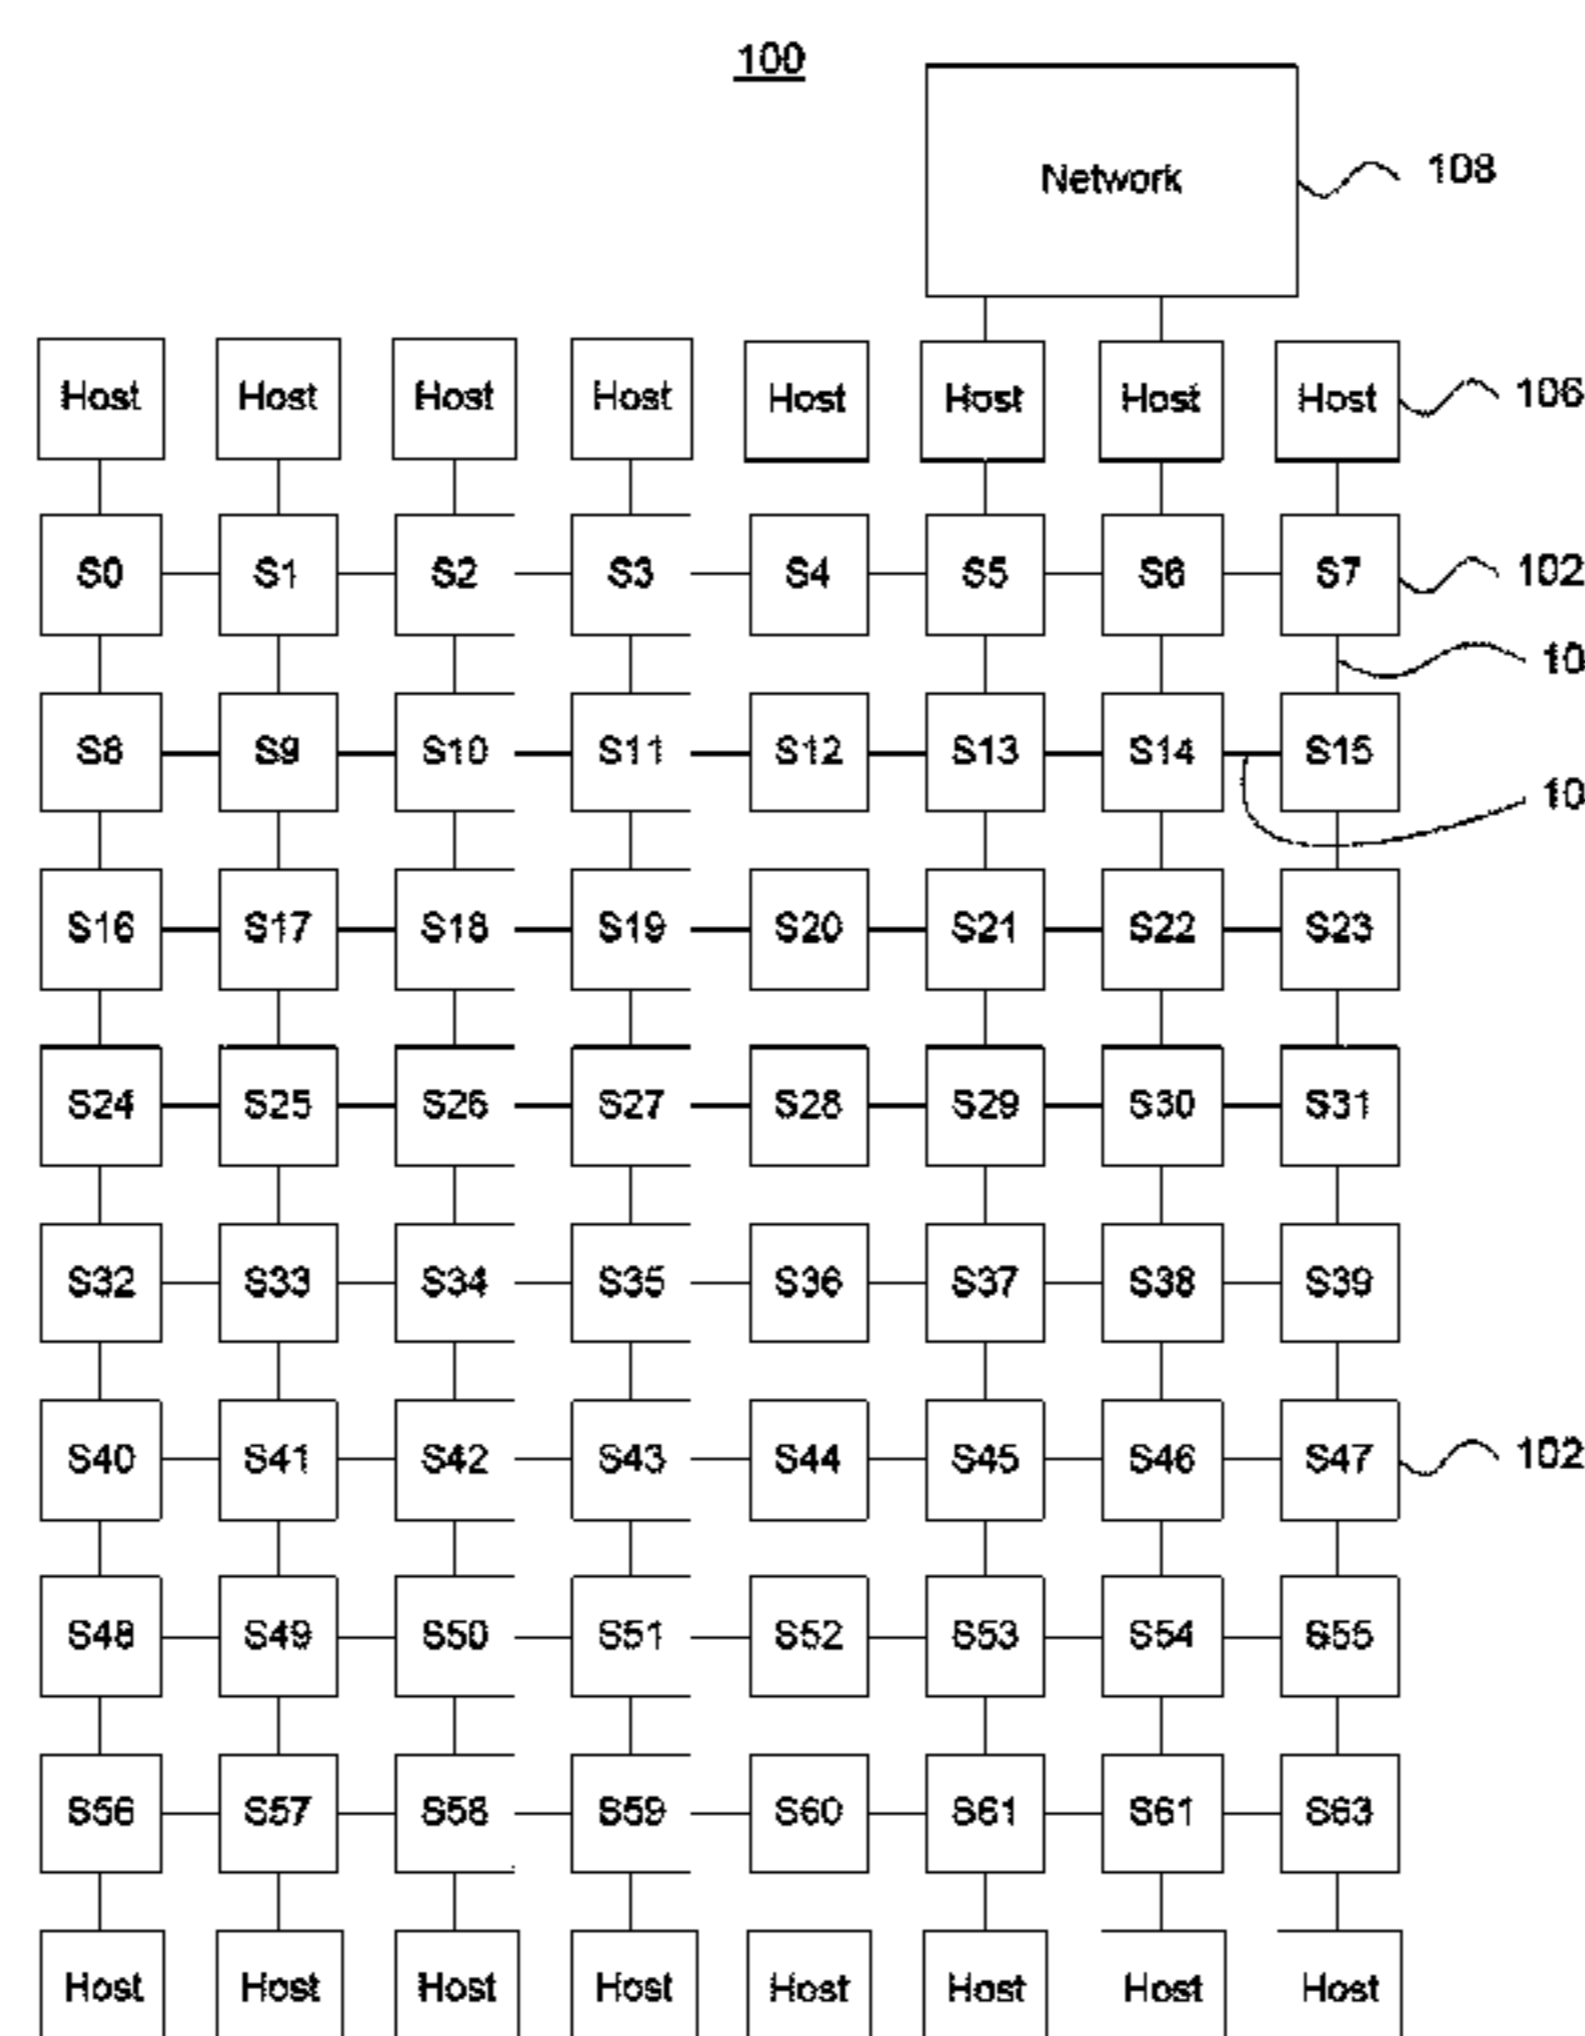 100
Network 108
Host Host Host Host Host Host Host Host 106
S0 S1 S2 S3 S4 S5 S6 S7 102
10
S8 S9 S10 S11 S12 S13 S14 S15
10
S16 S17 S18 S19 S20 S21 S22 S23
S24 S25 S26 S27 S28 S29 S30 S31
S32 S33 S34 S35 S36 S37 S38 S39
S40 S41 S42 S43 S44 S45 S46 S47 102
S48 S49 S50 S51 S52 S53 S54 S55
S56 S57 S58 S59 S60 S61 S61 S63
Host Host Host Host Host Host Host Host